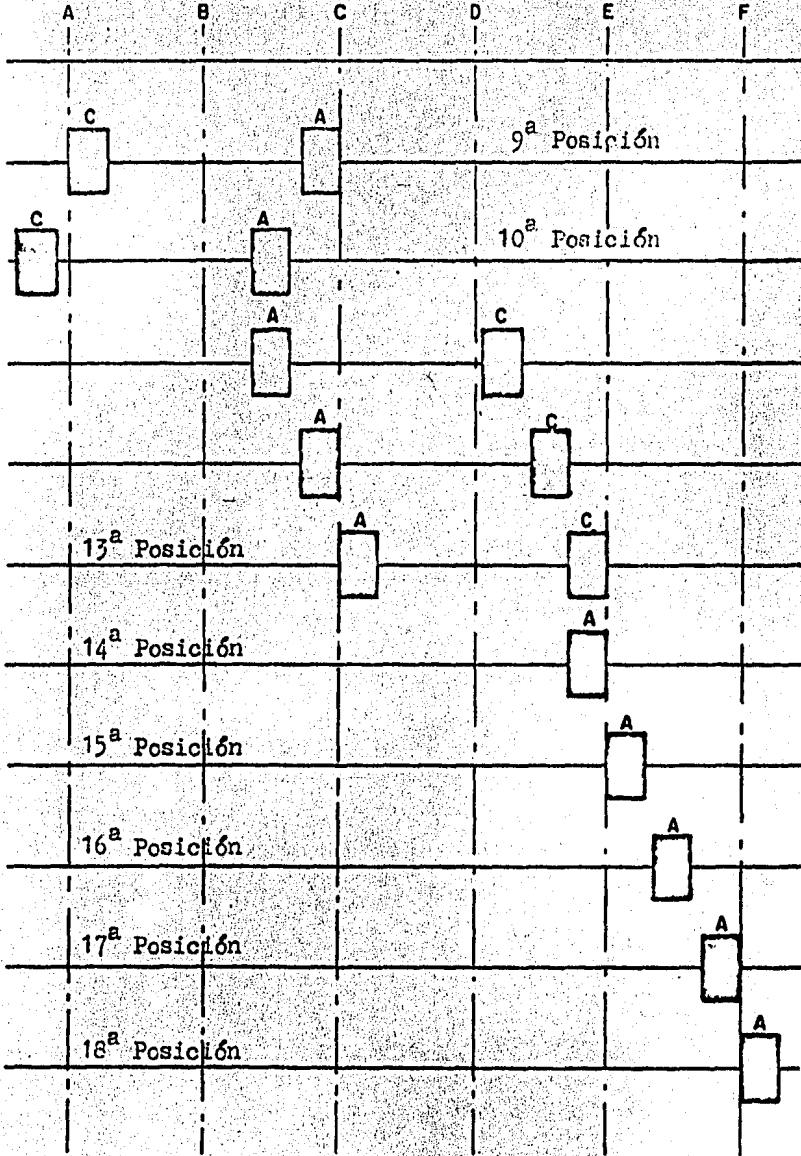 A B C D E F
C A
9ª Posición
C A
10ª Posición
A C
A C
A C
13ª Posición
A
14ª Posición
A
15ª Posición
A
16ª Posición
A
17ª Posición
A
18ª Posición